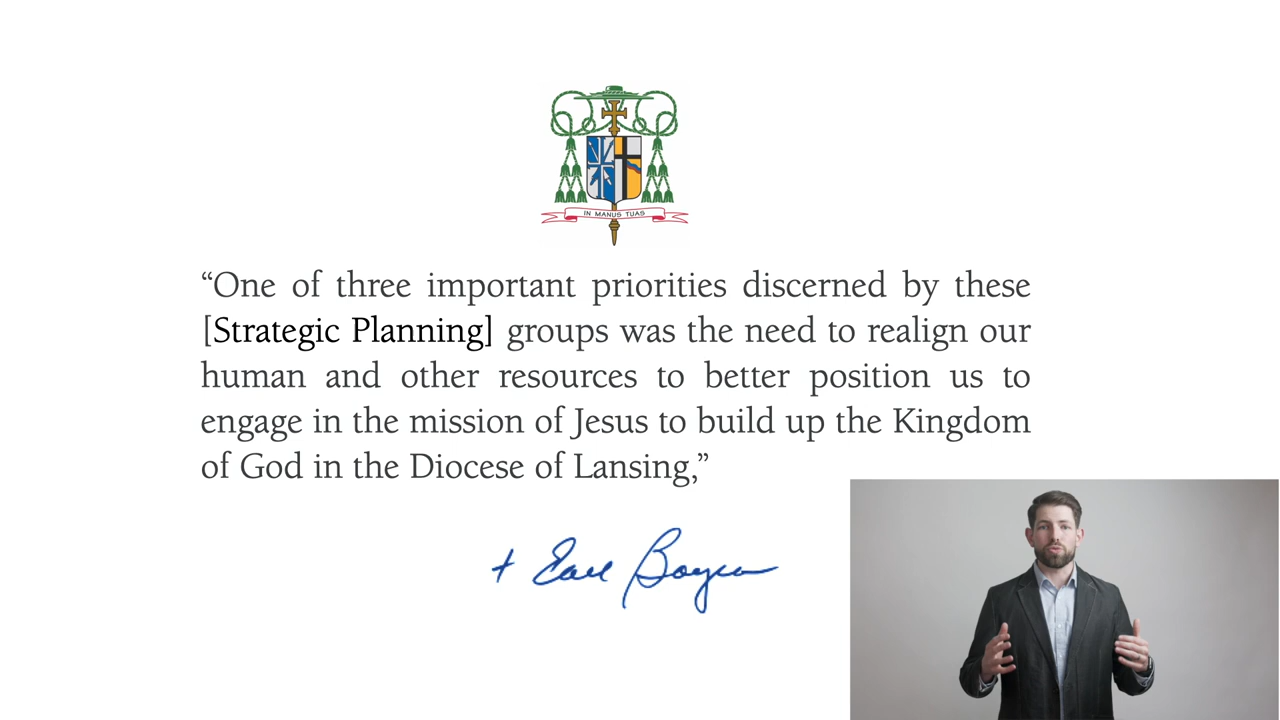 IN MANUS TUAS
“One of three important priorities discerned by these
[Strategic Planning] groups was the need to realign our
human and other resources to better position us to
engage in the mission of Jesus to build up the Kingdom
of God in the Diocese of Lansing,”
+ Earl Boyea